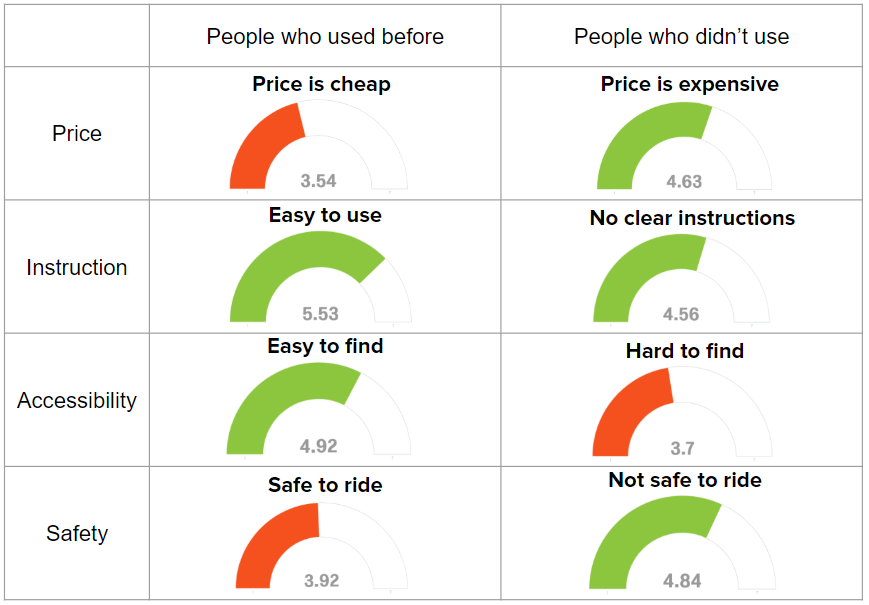 People who used before
People who didn’t use
Price
Price is cheap
3.54
Price is expensive
4.63
Instruction
Easy to use
5.53
No clear instructions
4.56
Accessibility
Easy to find
4.92
Hard to find
3.7
Safety
Safe to ride
3.92
Not safe to ride
4.84